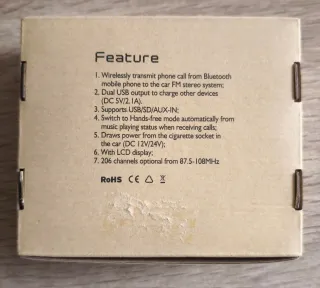 Feature
1. Wirelessly transmit phone call from Bluetooth
mobile phone to the car FM stereo system;
2. Dual USB output to charge other devices
(DC 5V/2.1A).
3. Supports USB/SD/AUX-IN;
4. Switch to Hands-free mode automatically from
music playing status when receiving calls;
5. Draws power from the cigarette socket in
the car (DC 12V/24V);
6. With LCD display;
7. 206 channels optional from 87.5-108MHz
RoHS CE